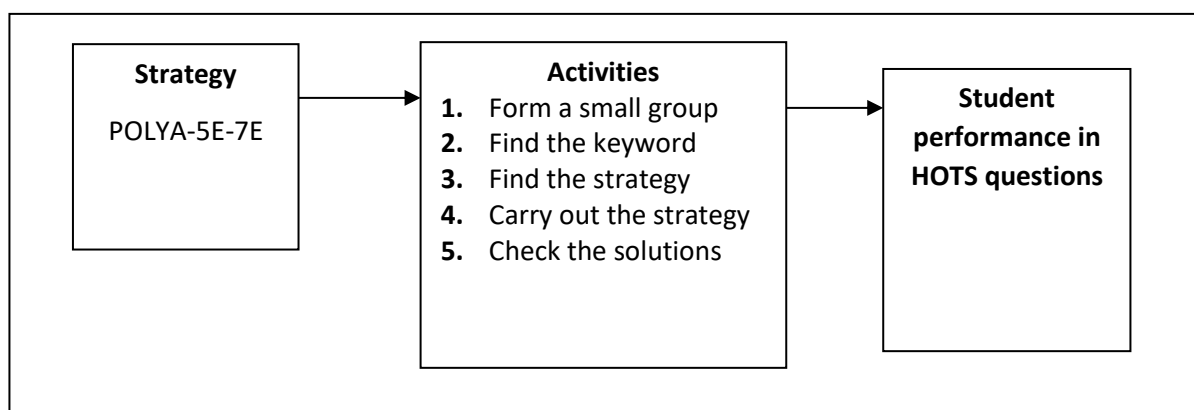 Strategy
POLYA-5E-7E
Activities
1. Form a small group
2. Find the keyword
3. Find the strategy
4. Carry out the strategy
5. Check the solutions
Student
performance in
HOTS questions